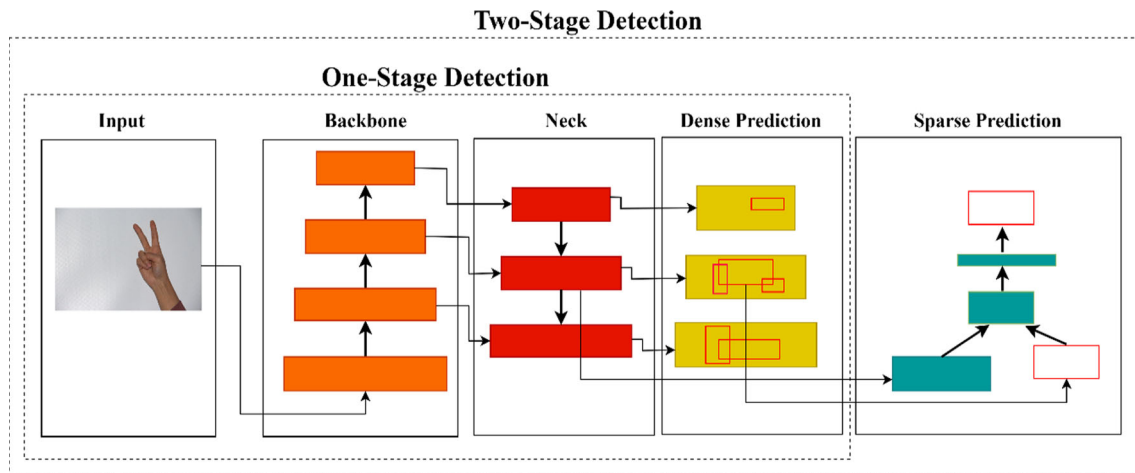 Two-Stage Detection
One-Stage Detection
Input
Backbone
Neck
Dense Prediction
Sparse Prediction